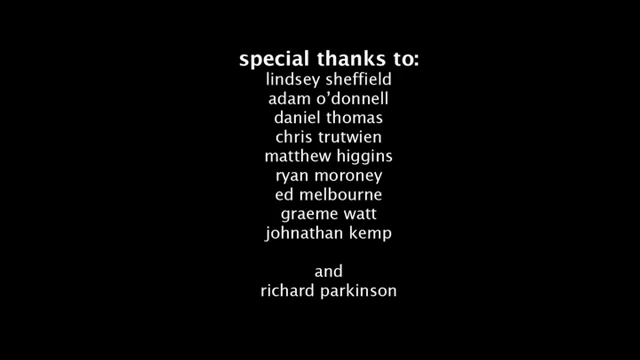 special thanks to:
lindsey sheffield
adam o’donnell
daniel thomas
chris trutwien
matthew higgins
ryan moroney
ed melbourne
graeme watt
johnathan kemp
and
richard parkinson